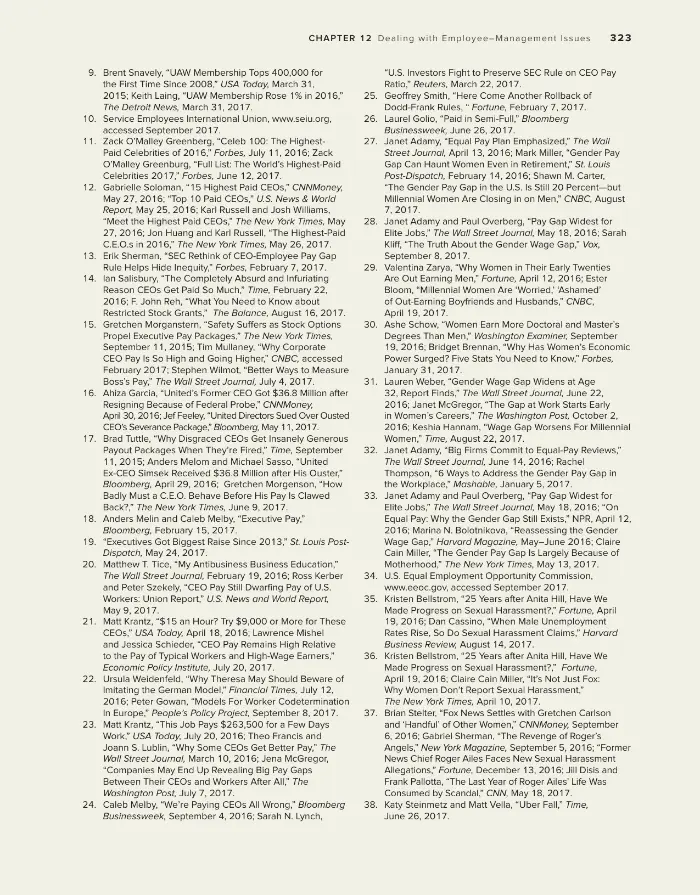 CHAPTER 12 Dealing with Employee–Management Issues 323
9. Brent Snavely, “UAW Membership Tops 400,000 for
the First Time Since 2008,” USA Today, March 31,
2015; Keith Laing, “UAW Membership Rose 1% in 2016,”
The Detroit News, March 31, 2017.
10. Service Employees International Union, www.seiu.org,
accessed September 2017.
11. Zack O’Malley Greenberg, “Celeb 100: The Highest-
Paid Celebrities of 2016,” Forbes, July 11, 2016; Zack
O’Malley Greenburg, “Full List: The World’s Highest-Paid
Celebrities 2017,” Forbes, June 12, 2017.
12. Gabrielle Soloman, “15 Highest Paid CEOs,” CNNMoney,
May 27, 2016; “Top 10 Paid CEOs,” U.S. News & World
Report, May 25, 2016; Karl Russell and Josh Williams,
“Meet the Highest Paid CEOs,” The New York Times, May
27, 2016; Jon Huang and Karl Russell, “The Highest-Paid
C.E.O.s in 2016,” The New York Times, May 26, 2017.
13. Erik Sherman, “SEC Rethink of CEO-Employee Pay Gap
Rule Helps Hide Inequity,” Forbes, February 7, 2017.
14. Ian Salisbury, “The Completely Absurd and Infuriating
Reason CEOs Get Paid So Much,” Time, February 22,
2016; F. John Reh, “What You Need to Know about
Restricted Stock Grants,” The Balance, August 16, 2017.
15. Gretchen Morganstern, “Safety Suffers as Stock Options
Propel Executive Pay Packages,” The New York Times,
September 11, 2015; Tim Mullaney, “Why Corporate
CEO Pay Is So High and Going Higher,” CNBC, accessed
February 2017; Stephen Wilmot, “Better Ways to Measure
Boss’s Pay,” The Wall Street Journal, July 4, 2017.
16. Ahiza Garcia, “United’s Former CEO Got $36.8 Million after
Resigning Because of Federal Probe,” CNNMoney,
April 30, 2016; Jef Feeley, “United Directors Sued Over Ousted
CEO’s Severance Package,” Bloomberg, May 11, 2017.
17. Brad Tuttle, “Why Disgraced CEOs Get Insanely Generous
Payout Packages When They’re Fired,” Time, September
11, 2015; Anders Melom and Michael Sasso, “United
Ex-CEO Simsek Received $36.8 Million after His Ouster,”
Bloomberg, April 29, 2016; Gretchen Morgenson, “How
Badly Must a C.E.O. Behave Before His Pay Is Clawed
Back?,” The New York Times, June 9, 2017.
18. Anders Melin and Caleb Melby, “Executive Pay,”
Bloomberg, February 15, 2017.
19. “Executives Got Biggest Raise Since 2013,” St. Louis Post-
Dispatch, May 24, 2017.
20. Matthew T. Tice, “My Antibusiness Business Education,”
The Wall Street Journal, February 19, 2016; Ross Kerber
and Peter Szekely, “CEO Pay Still Dwarfing Pay of U.S.
Workers: Union Report,” U.S. News and World Report,
May 9, 2017.
21. Matt Krantz, “$15 an Hour? Try $9,000 or More for These
CEOs,” USA Today, April 18, 2016; Lawrence Mishel
and Jessica Schieder, “CEO Pay Remains High Relative
to the Pay of Typical Workers and High-Wage Earners,”
Economic Policy Institute, July 20, 2017.
22. Ursula Weidenfeld, “Why Theresa May Should Beware of
Imitating the German Model,” Financial Times, July 12,
2016; Peter Gowan, “Models For Worker Codetermination
in Europe,” People’s Policy Project, September 8, 2017.
23. Matt Krantz, “This Job Pays $263,500 for a Few Days
Work,” USA Today, July 20, 2016; Theo Francis and
Joann S. Lublin, “Why Some CEOs Get Better Pay,” The
Wall Street Journal, March 10, 2016; Jena McGregor,
“Companies May End Up Revealing Big Pay Gaps
Between Their CEOs and Workers After All,” The
Washington Post, July 7, 2017.
24. Caleb Melby, “We’re Paying CEOs All Wrong,” Bloomberg
Businessweek, September 4, 2016; Sarah N. Lynch,
“U.S. Investors Fight to Preserve SEC Rule on CEO Pay
Ratio,” Reuters, March 22, 2017.
25. Geoffrey Smith, “Here Come Another Rollback of
Dodd-Frank Rules, “ Fortune, February 7, 2017.
26. Laurel Golio, “Paid in Semi-Full,” Bloomberg
Businessweek, June 26, 2017.
27. Janet Adamy, “Equal Pay Plan Emphasized,” The Wall
Street Journal, April 13, 2016; Mark Miller, “Gender Pay
Gap Can Haunt Women Even in Retirement,” St. Louis
Post-Dispatch, February 14, 2016; Shawn M. Carter,
“The Gender Pay Gap in the U.S. Is Still 20 Percent—but
Millennial Women Are Closing in on Men,” CNBC, August
7, 2017.
28. Janet Adamy and Paul Overberg, “Pay Gap Widest for
Elite Jobs,” The Wall Street Journal, May 18, 2016; Sarah
Kliff, “The Truth About the Gender Wage Gap,” Vox,
September 8, 2017.
29. Valentina Zarya, “Why Women in Their Early Twenties
Are Out Earning Men,” Fortune, April 12, 2016; Ester
Bloom, “Millennial Women Are ‘Worried,’ ‘Ashamed’
of Out-Earning Boyfriends and Husbands,” CNBC,
April 19, 2017.
30. Ashe Schow, “Women Earn More Doctoral and Master’s
Degrees Than Men,” Washington Examiner, September
19, 2016; Bridget Brennan, “Why Has Women’s Economic
Power Surged? Five Stats You Need to Know,” Forbes,
January 31, 2017.
31. Lauren Weber, “Gender Wage Gap Widens at Age
32, Report Finds,” The Wall Street Journal, June 22,
2016; Janet McGregor, “The Gap at Work Starts Early
in Women’s Careers,” The Washington Post, October 2,
2016; Keshia Hannam, “Wage Gap Worsens For Millennial
Women,” Time, August 22, 2017.
32. Janet Adamy, “Big Firms Commit to Equal-Pay Reviews,”
The Wall Street Journal, June 14, 2016; Rachel
Thompson, “6 Ways to Address the Gender Pay Gap in
the Workplace,” Mashable, January 5, 2017.
33. Janet Adamy and Paul Overberg, “Pay Gap Widest for
Elite Jobs,” The Wall Street Journal, May 18, 2016; “On
Equal Pay: Why the Gender Gap Still Exists,” NPR, April 12,
2016; Marina N. Bolotnikova, “Reassessing the Gender
Wage Gap,” Harvard Magazine, May–June 2016; Claire
Cain Miller, “The Gender Pay Gap Is Largely Because of
Motherhood,” The New York Times, May 13, 2017.
34. U.S. Equal Employment Opportunity Commission,
www.eeoc.gov, accessed September 2017.
35. Kristen Bellstrom, “25 Years after Anita Hill, Have We
Made Progress on Sexual Harassment?,” Fortune, April
19, 2016; Dan Cassino, “When Male Unemployment
Rates Rise, So Do Sexual Harassment Claims,” Harvard
Business Review, August 14, 2017.
36. Kristen Bellstrom, “25 Years after Anita Hill, Have We
Made Progress on Sexual Harassment?,” Fortune,
April 19, 2016; Claire Cain Miller, “It’s Not Just Fox:
Why Women Don’t Report Sexual Harassment,”
The New York Times, April 10, 2017.
37. Brian Stelter, “Fox News Settles with Gretchen Carlson
and ‘Handful’ of Other Women,” CNNMoney, September
6, 2016; Gabriel Sherman, “The Revenge of Roger’s
Angels,” New York Magazine, September 5, 2016; “Former
News Chief Roger Ailes Faces New Sexual Harassment
Allegations,” Fortune, December 13, 2016; Jill Disis and
Frank Pallotta, “The Last Year of Roger Ailes’ Life Was
Consumed by Scandal,” CNN, May 18, 2017.
38. Katy Steinmetz and Matt Vella, “Uber Fall,” Time,
June 26, 2017.